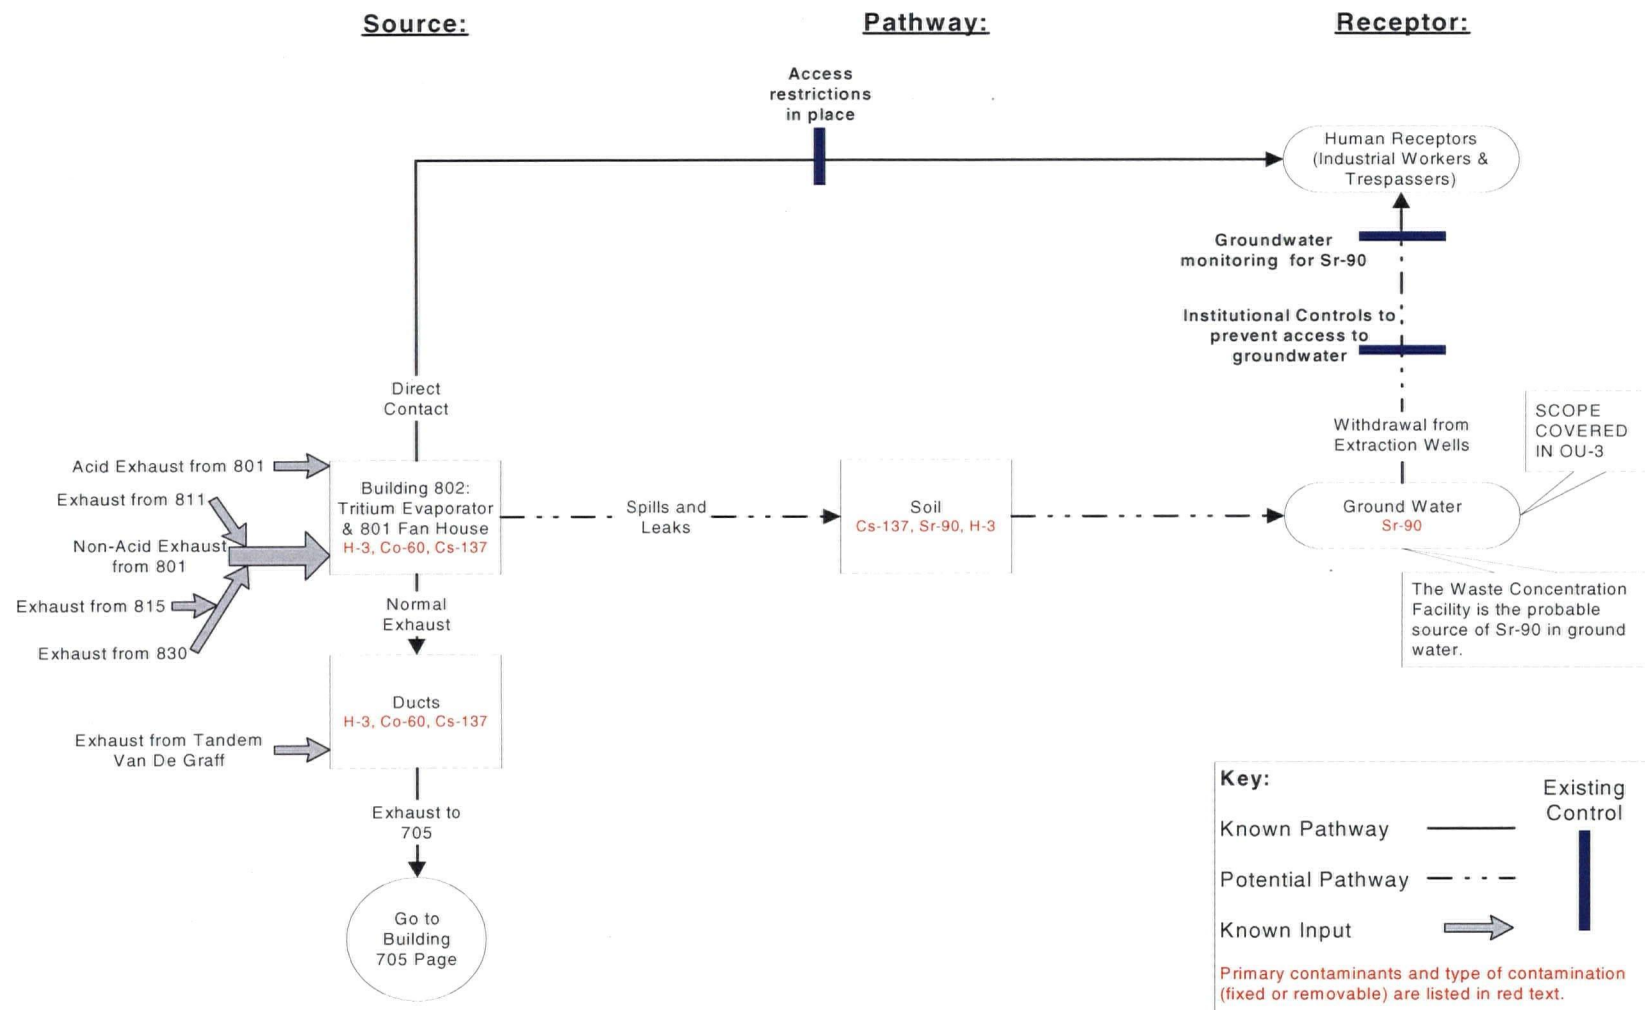 Source:
Pathway:
Receptor:
Access
restrictions
in place
Human Receptors
(Industrial Workers &
Trespassers)
Groundwater
monitoring for Sr-90
Institutional Controls to
prevent access to
groundwater
Direct
Contact
Withdrawal from
Extraction Wells
SCOPE
COVERED
IN OU-3
Acid Exhaust from 801
Exhaust from 811
Non-Acid Exhaust
from 801
Exhaust from 815
Exhaust from 830
Building 802:
Tritium Evaporator
& 801 Fan House
H-3, Co-60, Cs-137
Spills and
Leaks
Soil
Cs-137, Sr-90, H-3
Ground Water
Sr-90
The Waste Concentration
Facility is the probable
source of Sr-90 in ground
water.
Normal
Exhaust
Ducts
H-3, Co-60, Cs-137
Exhaust from Tandem
Van De Graff
Exhaust to
705
Go to
Building
705 Page
Key:
Existing
Control
Known Pathway
Potential Pathway
Known Input
Primary contaminants and type of contamination
(fixed or removable) are listed in red text.